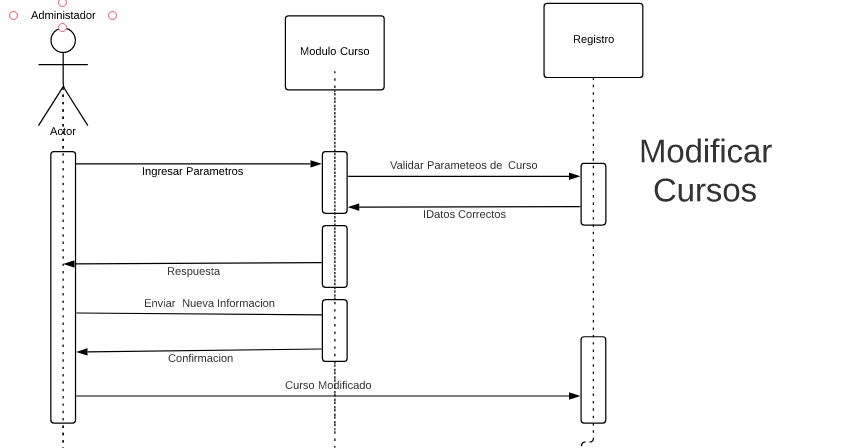 Administador
Modulo Curso
Registro
Actor
Modificar
Cursos
Validar Parameteos de Curso
Ingresar Parametros
IDatos Correctos
Respuesta
Enviar Nueva Informacion
Confirmacion
Curso Modificado